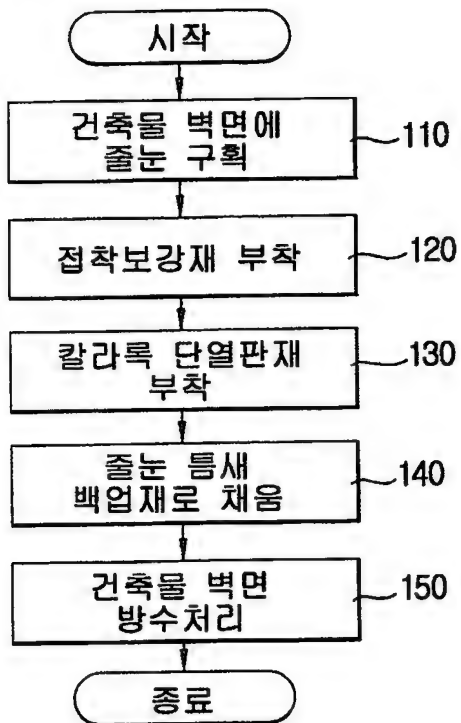 시작
건축물 벽면에
줄눈 구획
110
접착보강재 부착
120
칼라록 단열판재
부착
130
줄눈 틈새
백업재로 채움
140
건축물 벽면
방수처리
150
종료